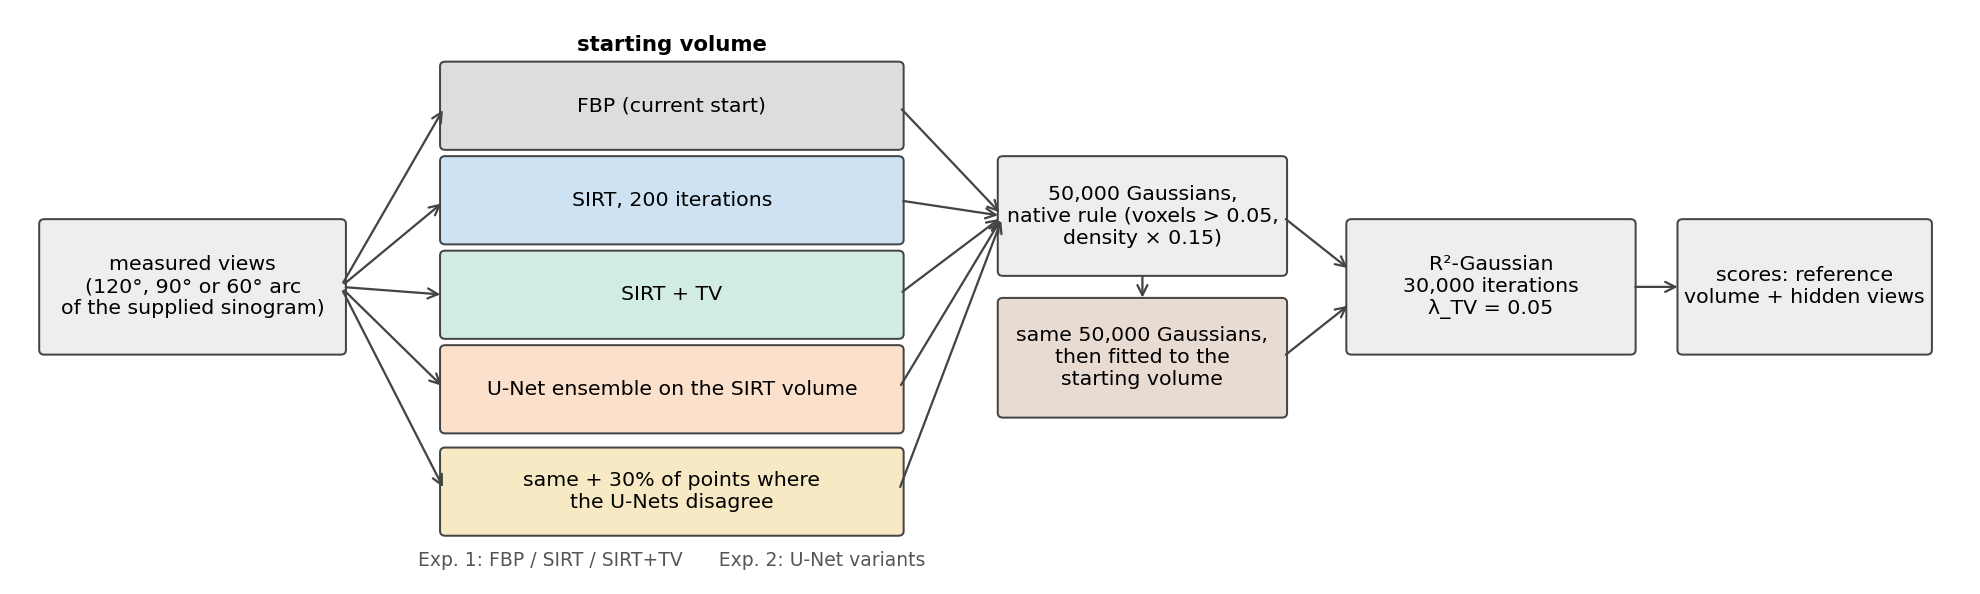 starting volume
FBP (current start)
SIRT, 200 iterations
SIRT + TV
U-Net ensemble on the SIRT volume
same + 30% of points where
the U-Nets disagree
Exp. 1: FBP / SIRT / SIRT+TV
Exp. 2: U-Net variants
measured views
(120°, 90° or 60° arc
of the supplied sinogram)
50,000 Gaussians,
native rule (voxels > 0.05,
density × 0.15)
same 50,000 Gaussians,
then fitted to the
starting volume
R²-Gaussian
30,000 iterations
λ_TV = 0.05
scores: reference
volume + hidden views